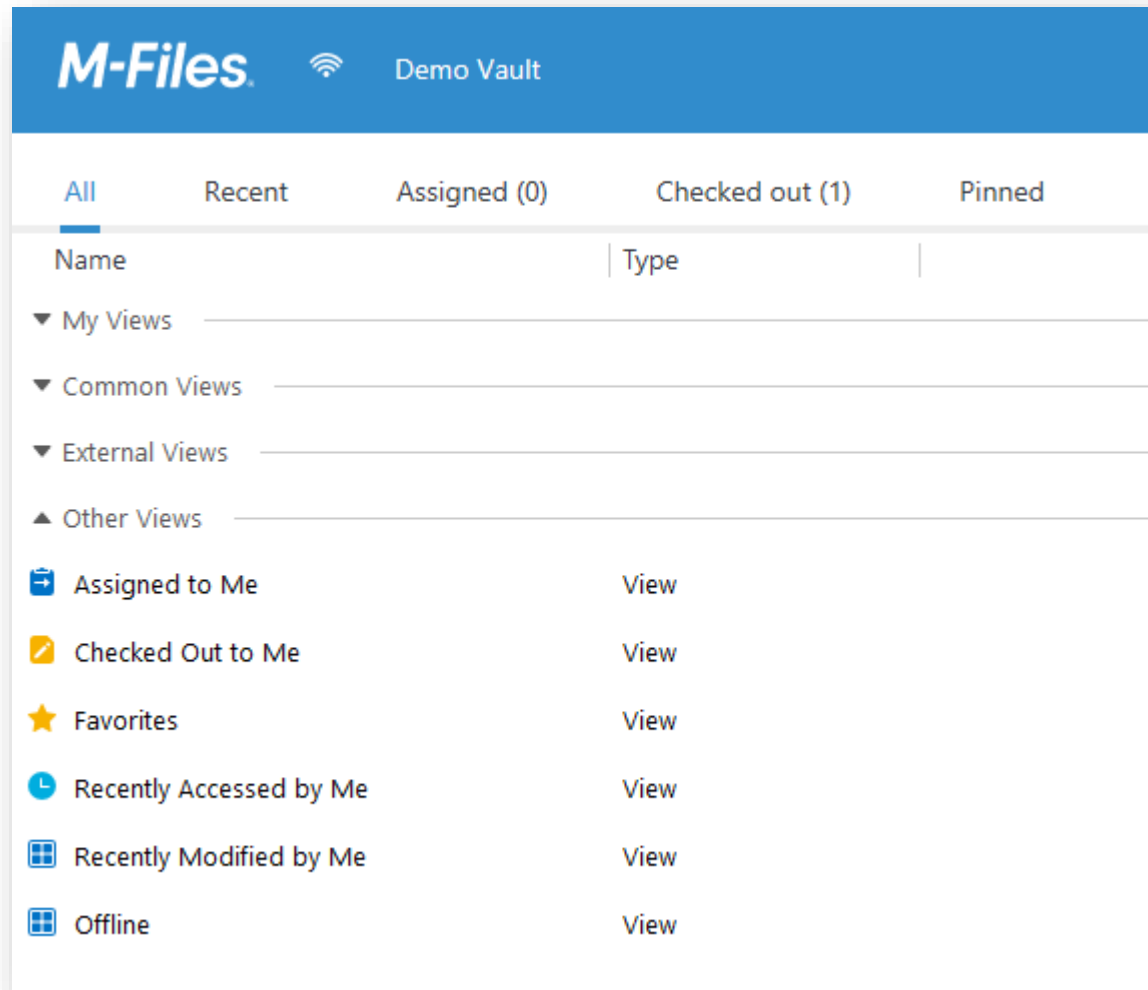 M-Files. Demo Vault
All Recent Assigned (0) Checked out (1) Pinned
Name Type
My Views
Common Views
External Views
Other Views
Assigned to Me View
Checked Out to Me View
Favorites View
Recently Accessed by Me View
Recently Modified by Me View
Offline View